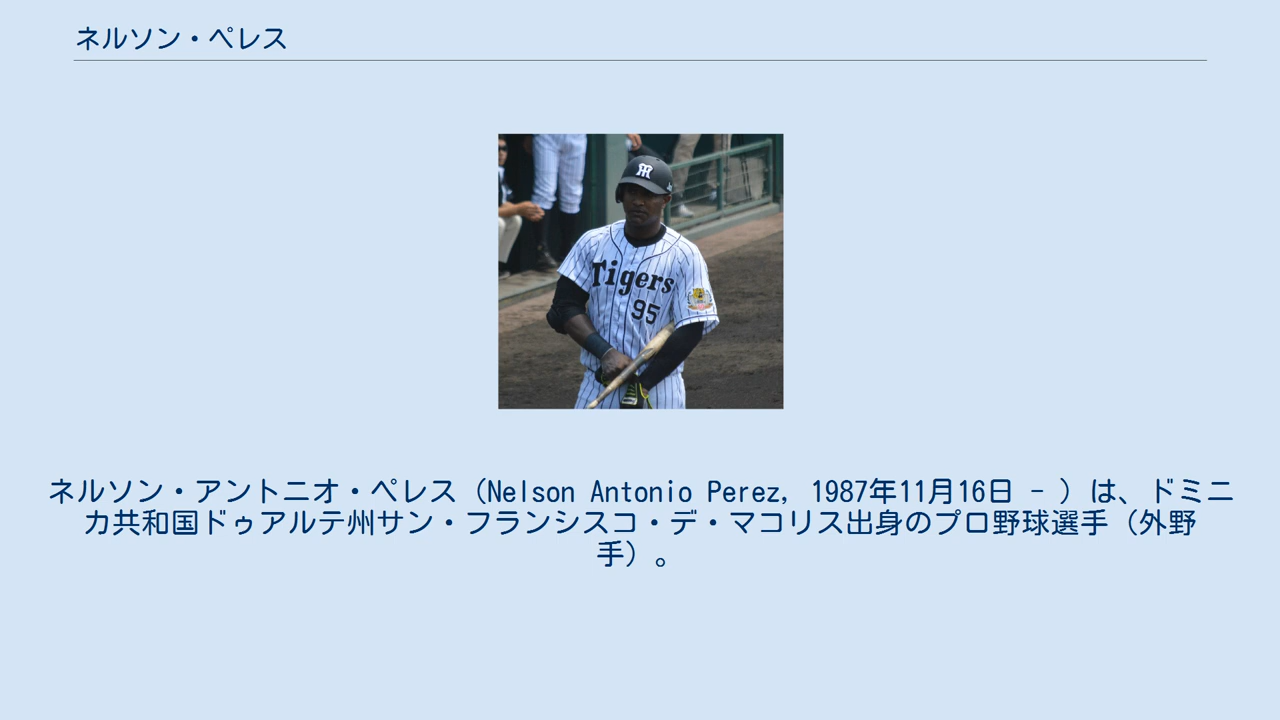 ネルソン・ペレス
Tigers
95
ネルソン・アントニオ・ペレス（Nelson Antonio Perez, 1987年11月16日 - ）は、ドミニ
カ共和国ドゥアルテ州サン・フランシスコ・デ・マコリス出身のプロ野球選手（外野
手）。